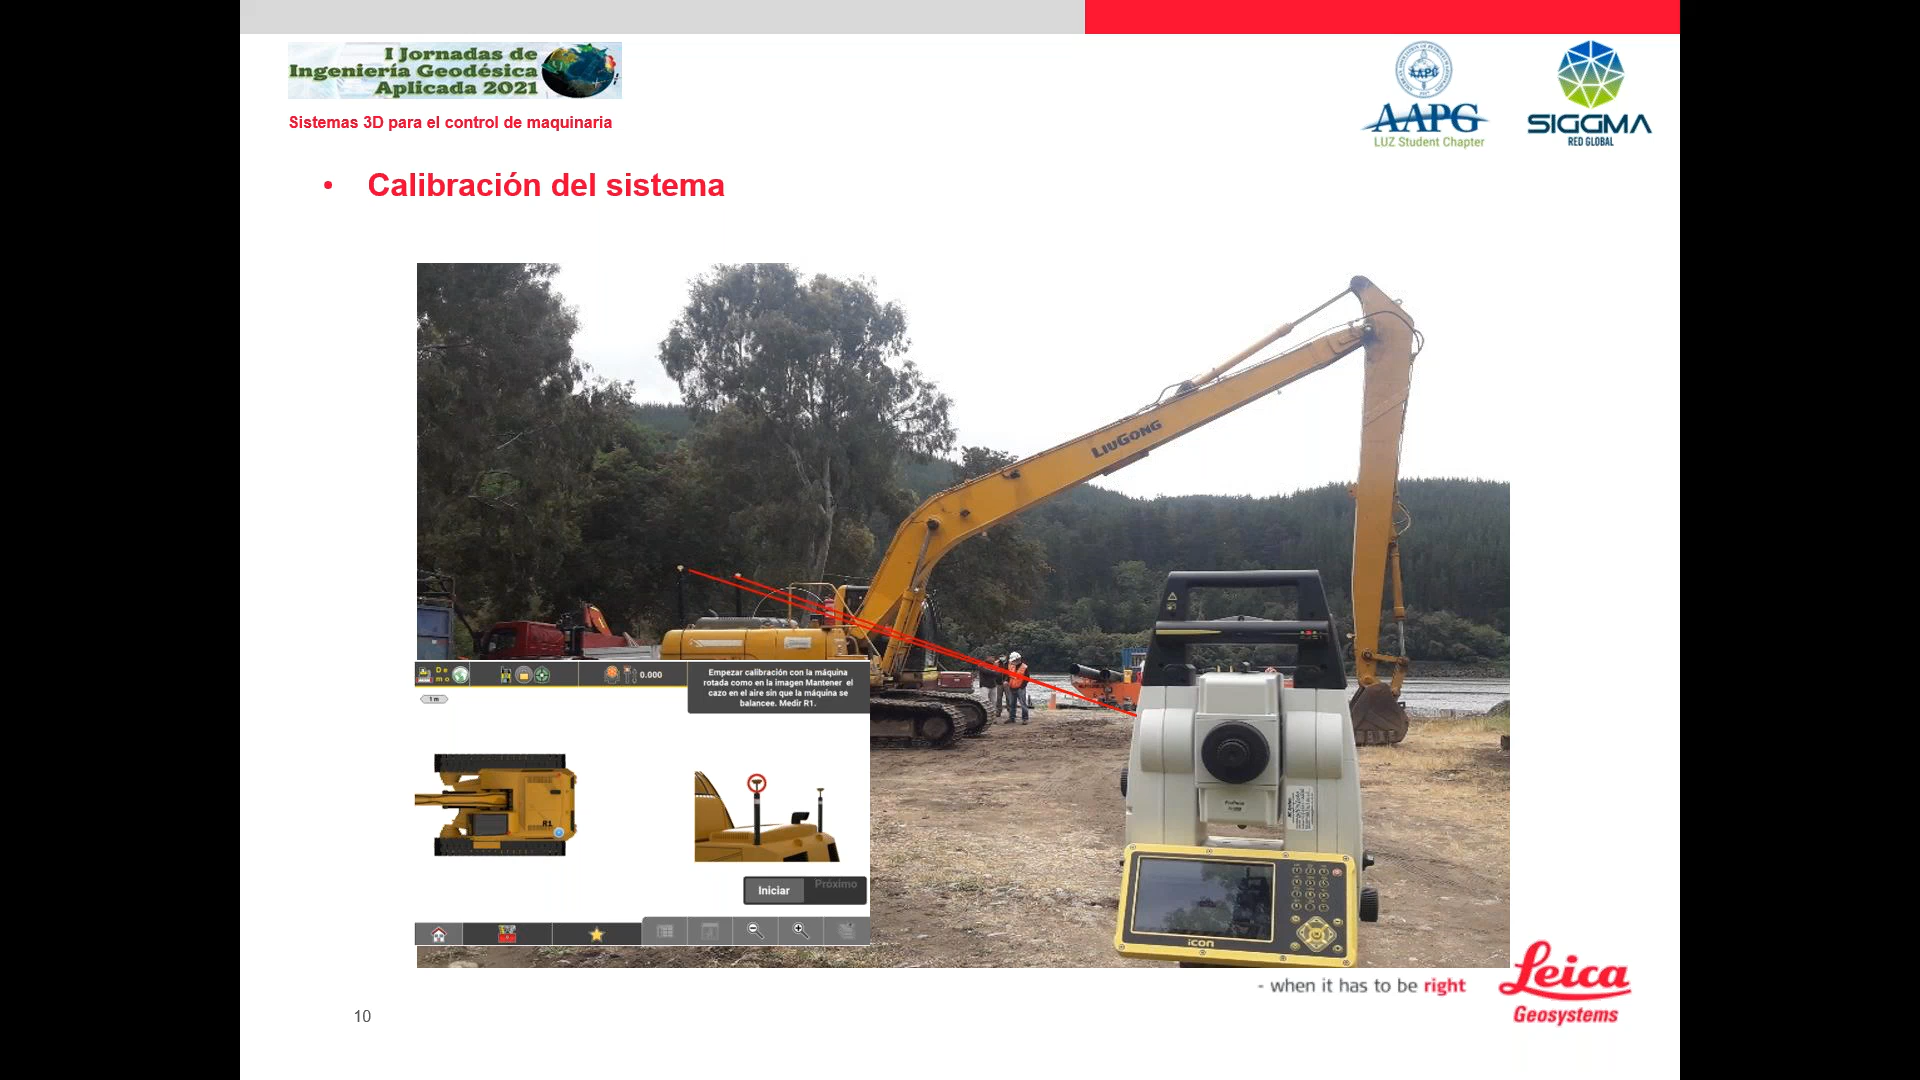 I Jornadas de
Ingeniería Geodésica
Aplicada 2021
Sistemas 3D para el control de maquinaria
AAPG
AAPG
LUZ Student Chapter
SIGGMA
RED GLOBAL
• Calibración del sistema
LIUGONG
De
mo
0.000
Empezar calibración con la máquina
rotada como en la imagen Mantener el
cazo en el aire sin que la máquina se
balancee. Medir R1.
1 m
R1
Iniciar
Próximo
iCON
- when it has to be right
Leica
Geosystems
10